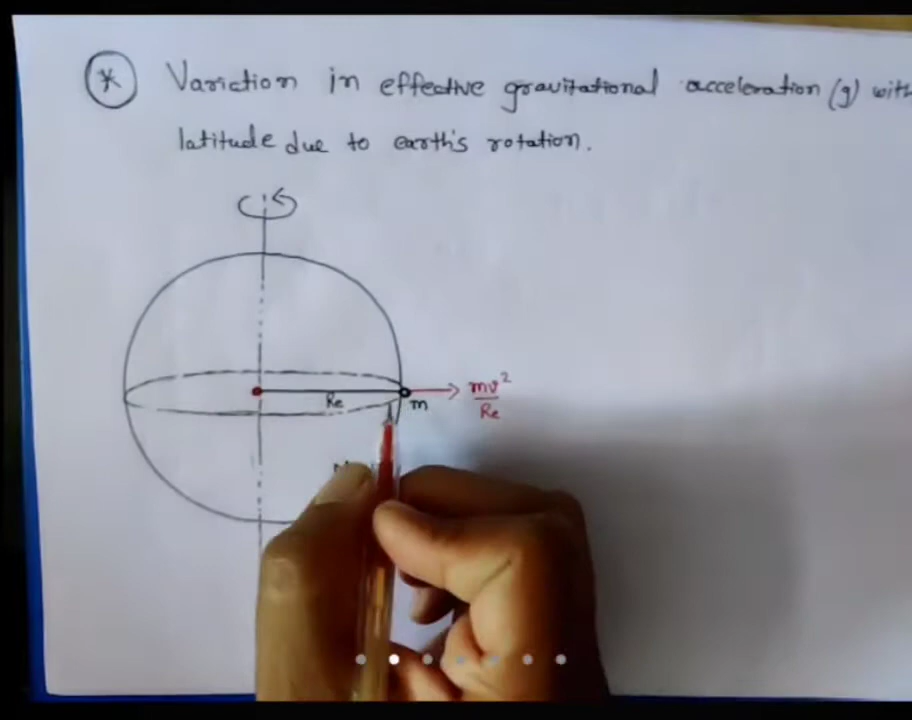 * Variation in effective gravitational acceleration (g) with
latitude due to earth's rotation.
Re
m
mv²
Re